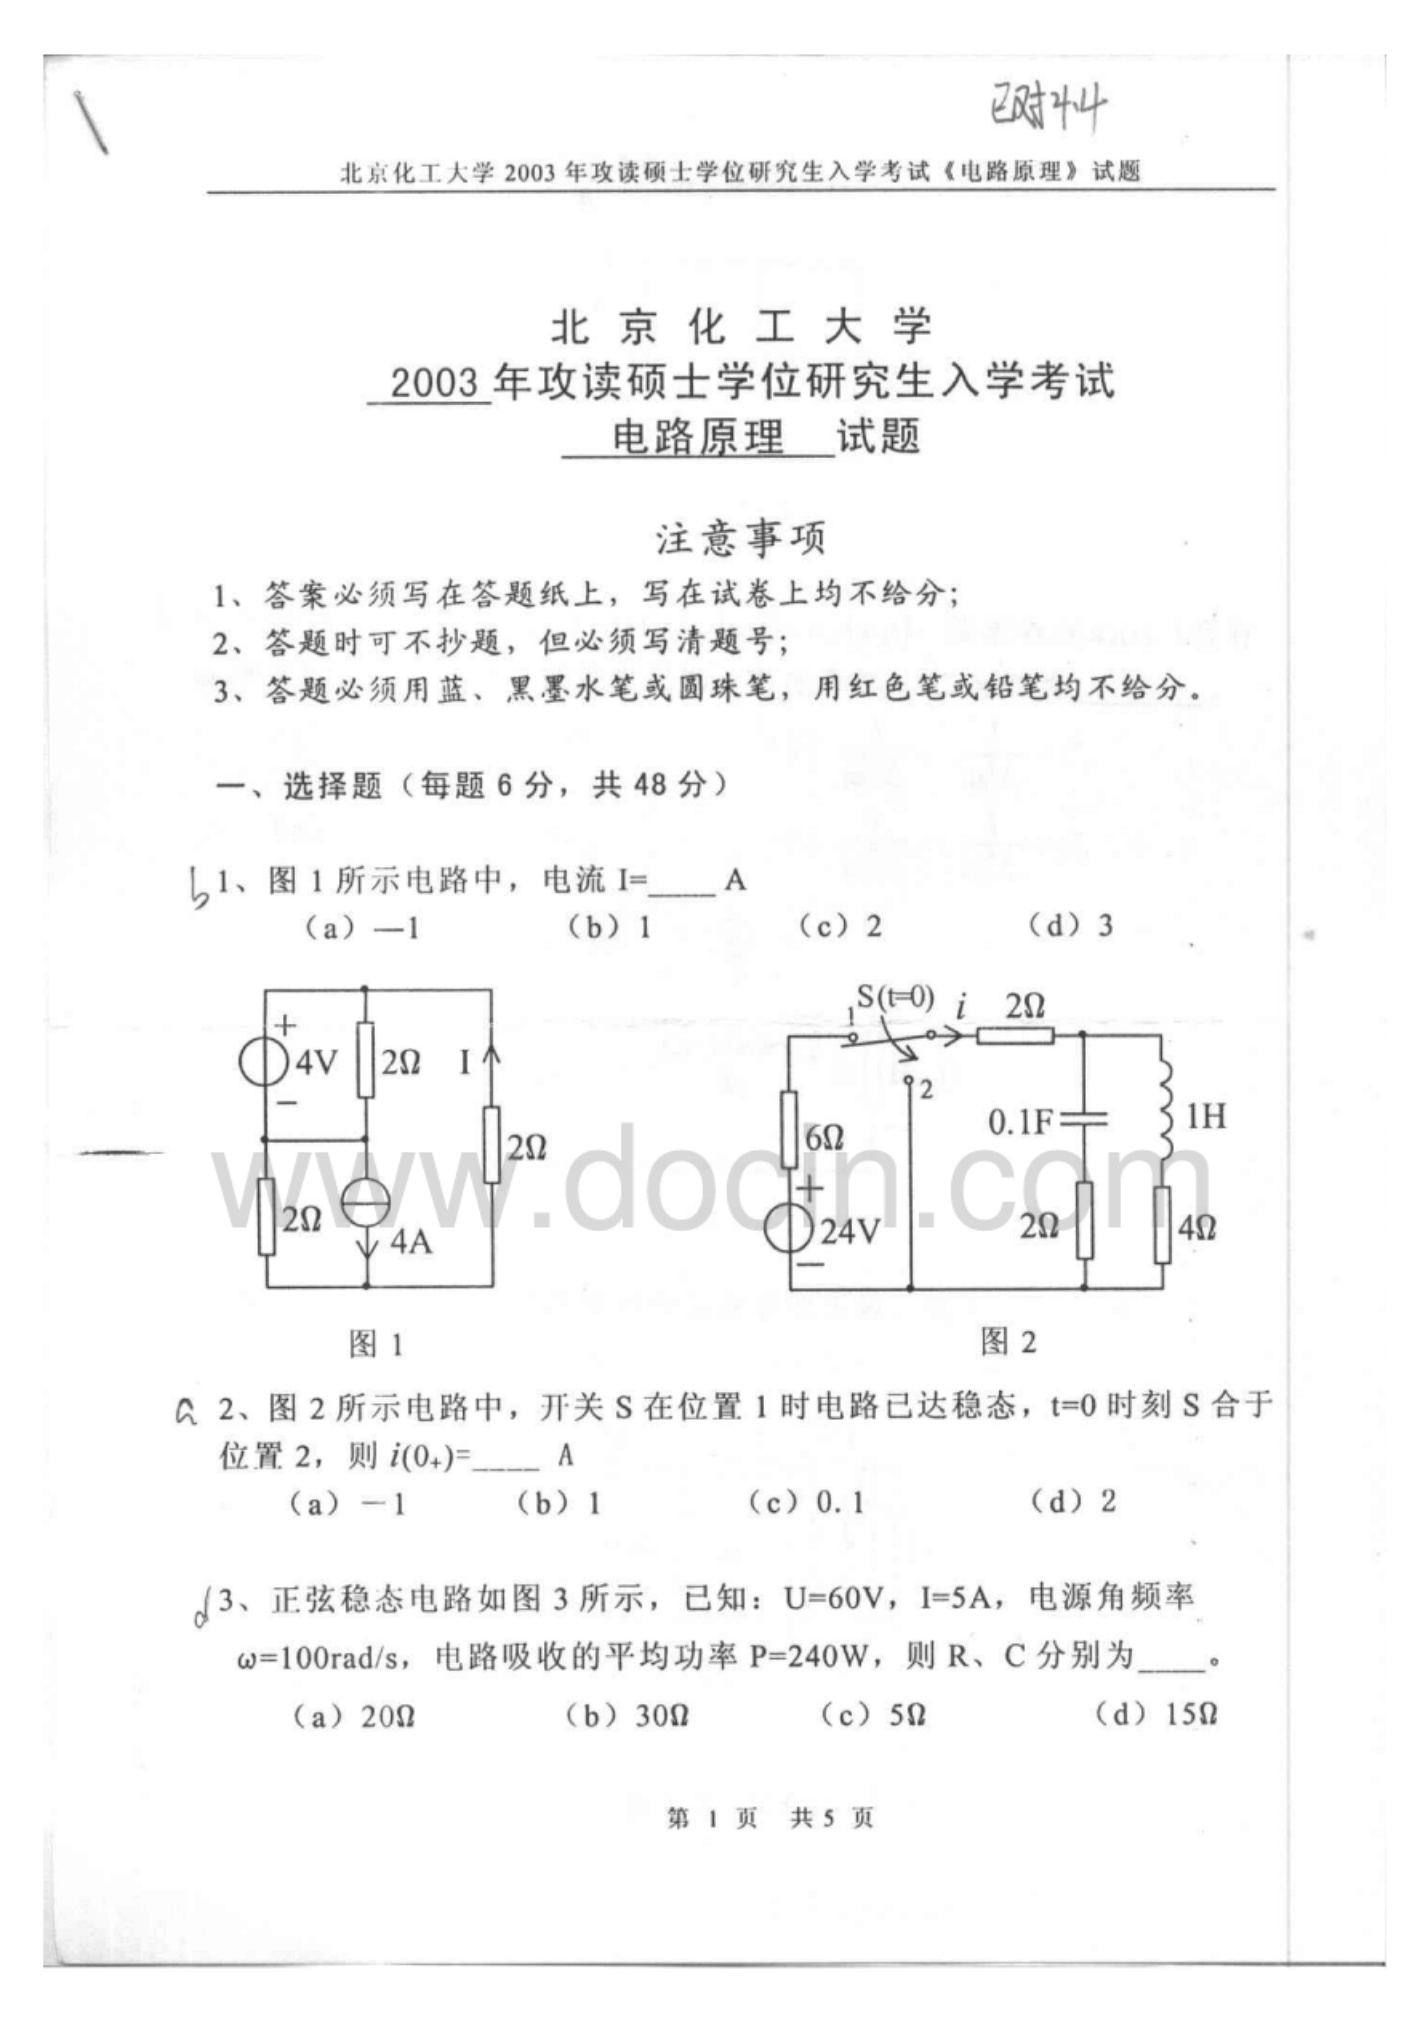 已对 4.4
北京化工大学 2003 年攻读硕士学位研究生入学考试《电路原理》试题
北京化工大学
2003 年攻读硕士学位研究生入学考试
电路原理 试题
注意事项
1、答案必须写在答题纸上，写在试卷上均不给分；
2、答题时可不抄题，但必须写清题号；
3、答题必须用蓝、黑墨水笔或圆珠笔，用红色笔或铅笔均不给分。
一、选择题（每题 6 分，共 48 分）
b 1、图 1 所示电路中，电流 I=____ A
（a）—1 （b）1 （c）2 （d）3
+ 4V − 2Ω I 2Ω 2Ω 4A
1 S(t=0) i 2Ω 2 6Ω + 24V − 0.1F 2Ω 1H 4Ω
www.docin.com
图 1 图 2
a 2、图 2 所示电路中，开关 S 在位置 1 时电路已达稳态，t=0 时刻 S 合于
位置 2，则 i(0₊)=____ A
（a）－1 （b）1 （c）0.1 （d）2
d 3、正弦稳态电路如图 3 所示，已知：U=60V，I=5A，电源角频率
ω=100rad/s，电路吸收的平均功率 P=240W，则 R、C 分别为____。
（a）20Ω （b）30Ω （c）5Ω （d）15Ω
第 1 页 共 5 页